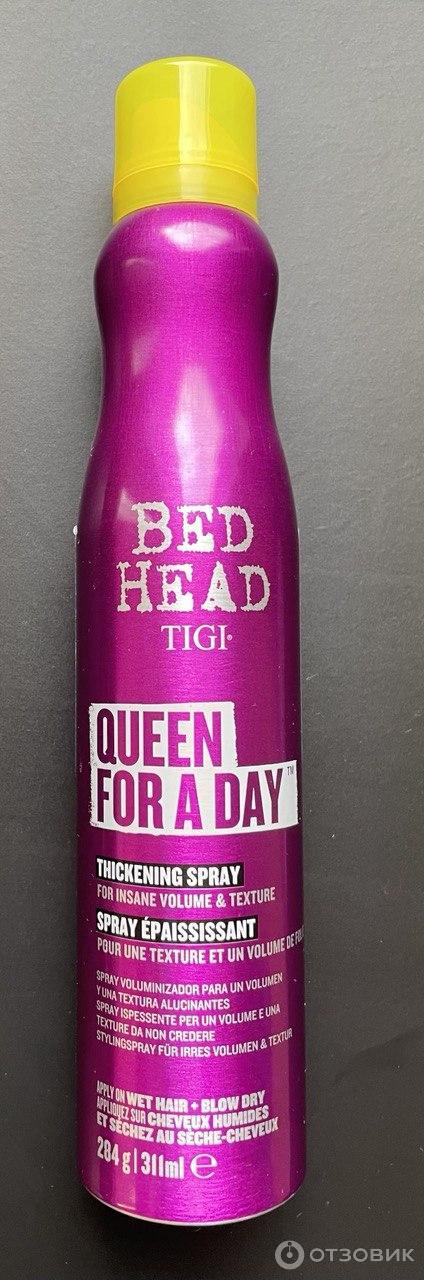 BED
HEAD
TIGI®
QUEEN
FOR A DAY™
THICKENING SPRAY
FOR INSANE VOLUME & TEXTURE
SPRAY ÉPAISSISSANT
POUR UNE TEXTURE ET UN VOLUME DE
SPRAY VOLUMINIZADOR PARA UN VOLUMEN
Y UNA TEXTURA ALUCINANTES
SPRAY ISPESSENTE PER UN VOLUME E UNA
TEXTURE DA NON CREDERE
STYLINGSPRAY FÜR IRRES VOLUMEN & TEXTUR
APPLY ON WET HAIR + BLOW DRY
APPLIQUEZ SUR CHEVEUX HUMIDES
ET SÉCHEZ AU SÈCHE-CHEVEUX
284 g | 311ml ℮
ОТЗОВИК